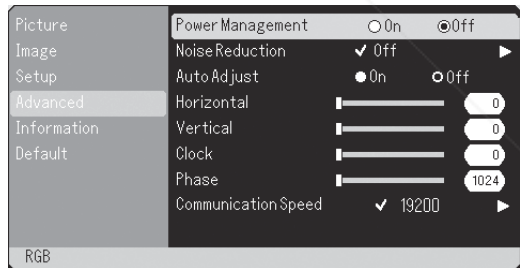 Picture
Image
Setup
Advanced
Information
Default
Power Management On Off
Noise Reduction Off
Auto Adjust On Off
Horizontal 0
Vertical 0
Clock 0
Phase 1024
Communication Speed 19200
RGB